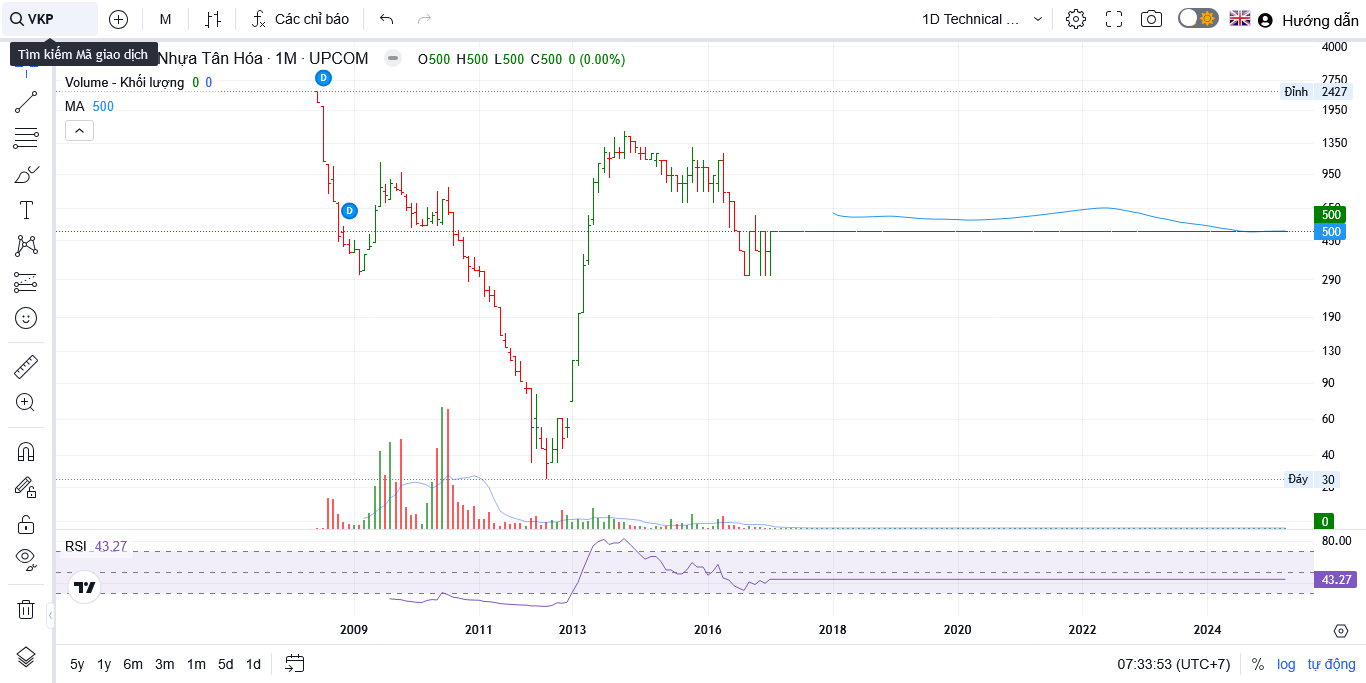 VKP
M
Các chỉ báo
1D Technical ...
Hướng dẫn
Tìm kiếm Mã giao dịch
Nhựa Tân Hóa · 1M · UPCOM
O500 H500 L500 C500 0 (0.00%)
Volume - Khối lượng 0 0
MA 500
D
D
4000
2750
Đỉnh 2427
1950
1350
950
500
500
450
290
190
130
90
60
40
Đáy 30
0
RSI 43.27
80.00
43.27
2009
2011
2013
2016
2018
2020
2022
2024
5y 1y 6m 3m 1m 5d 1d
07:33:53 (UTC+7)
% log tự động